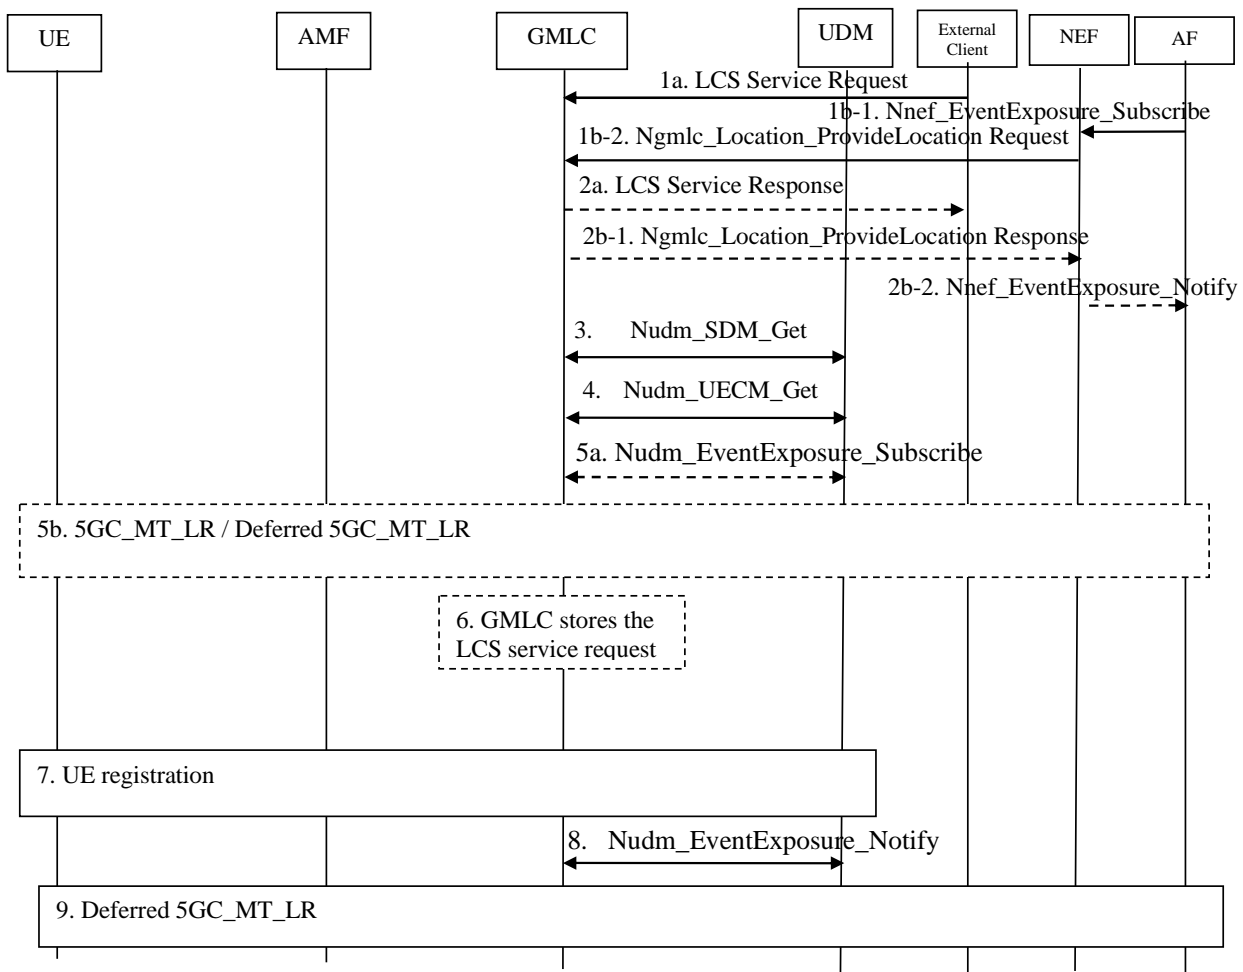 UE
AMF
GMLC
UDM
External
Client
NEF
AF
1a. LCS Service Request
1b-1. Nnef_EventExposure_Subscribe
1b-2. Ngmlc_Location_ProvideLocation Request
2a. LCS Service Response
2b-1. Ngmlc_Location_ProvideLocation Response
2b-2. Nnef_EventExposure_Notify
3. Nudm_SDM_Get
4. Nudm_UECM_Get
5a. Nudm_EventExposure_Subscribe
5b. 5GC_MT_LR / Deferred 5GC_MT_LR
6. GMLC stores the
LCS service request
7. UE registration
8. Nudm_EventExposure_Notify
9. Deferred 5GC_MT_LR